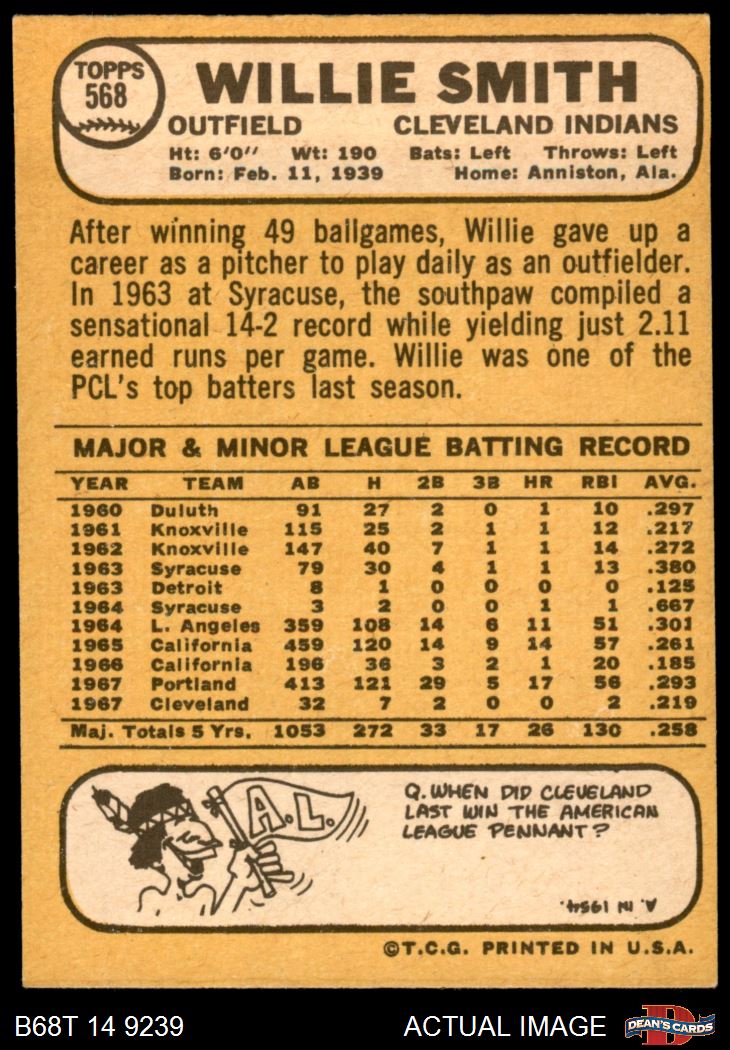 TOPPS
568
WILLIE SMITH
OUTFIELD CLEVELAND INDIANS
Ht: 6'0" Wt: 190 Bats: Left Throws: Left
Born: Feb. 11, 1939 Home: Anniston, Ala.
After winning 49 ballgames, Willie gave up a
career as a pitcher to play daily as an outfielder.
In 1963 at Syracuse, the southpaw compiled a
sensational 14-2 record while yielding just 2.11
earned runs per game. Willie was one of the
PCL's top batters last season.
MAJOR & MINOR LEAGUE BATTING RECORD
YEAR TEAM AB H 2B 3B HR RBI AVG.
1960 Duluth 91 27 2 0 1 10 .297
1961 Knoxville 115 25 2 1 1 12 .217
1962 Knoxville 147 40 7 1 1 14 .272
1963 Syracuse 79 30 4 1 1 13 .380
1963 Detroit 8 1 0 0 0 0 .125
1964 Syracuse 3 2 0 0 1 1 .667
1964 L. Angeles 359 108 14 6 11 51 .301
1965 California 459 120 14 9 14 57 .261
1966 California 196 36 3 2 1 20 .185
1967 Portland 413 121 29 5 17 56 .293
1967 Cleveland 32 7 2 0 0 2 .219
Maj. Totals 5 Yrs. 1053 272 33 17 26 130 .258
A.L.
Q. WHEN DID CLEVELAND
LAST WIN THE AMERICAN
LEAGUE PENNANT?
A. IN 1954.
©T.C.G. PRINTED IN U.S.A.
B68T 14 9239 ACTUAL IMAGE
D
DEAN'S CARDS